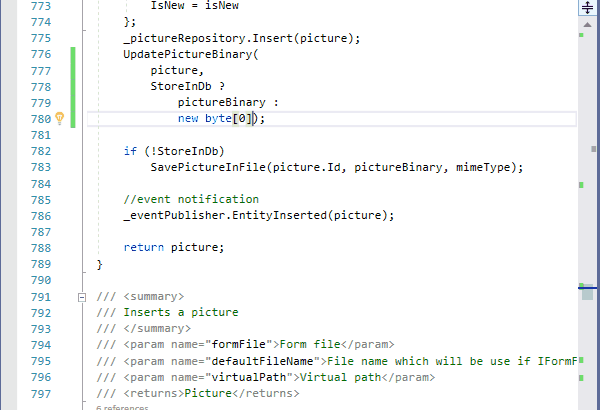 773 IsNew = isNew
774 };
775 _pictureRepository.Insert(picture);
776 UpdatePictureBinary(
777 picture,
778 StoreInDb ?
779 pictureBinary :
780 new byte[0]);
781
782 if (!StoreInDb)
783 SavePictureInFile(picture.Id, pictureBinary, mimeType);
784
785 //event notification
786 _eventPublisher.EntityInserted(picture);
787
788 return picture;
789 }
790
791 /// <summary>
792 /// Inserts a picture
793 /// </summary>
794 /// <param name="formFile">Form file</param>
795 /// <param name="defaultFileName">File name which will be use if IFormF
796 /// <param name="virtualPath">Virtual path</param>
797 /// <returns>Picture</returns>
6 references